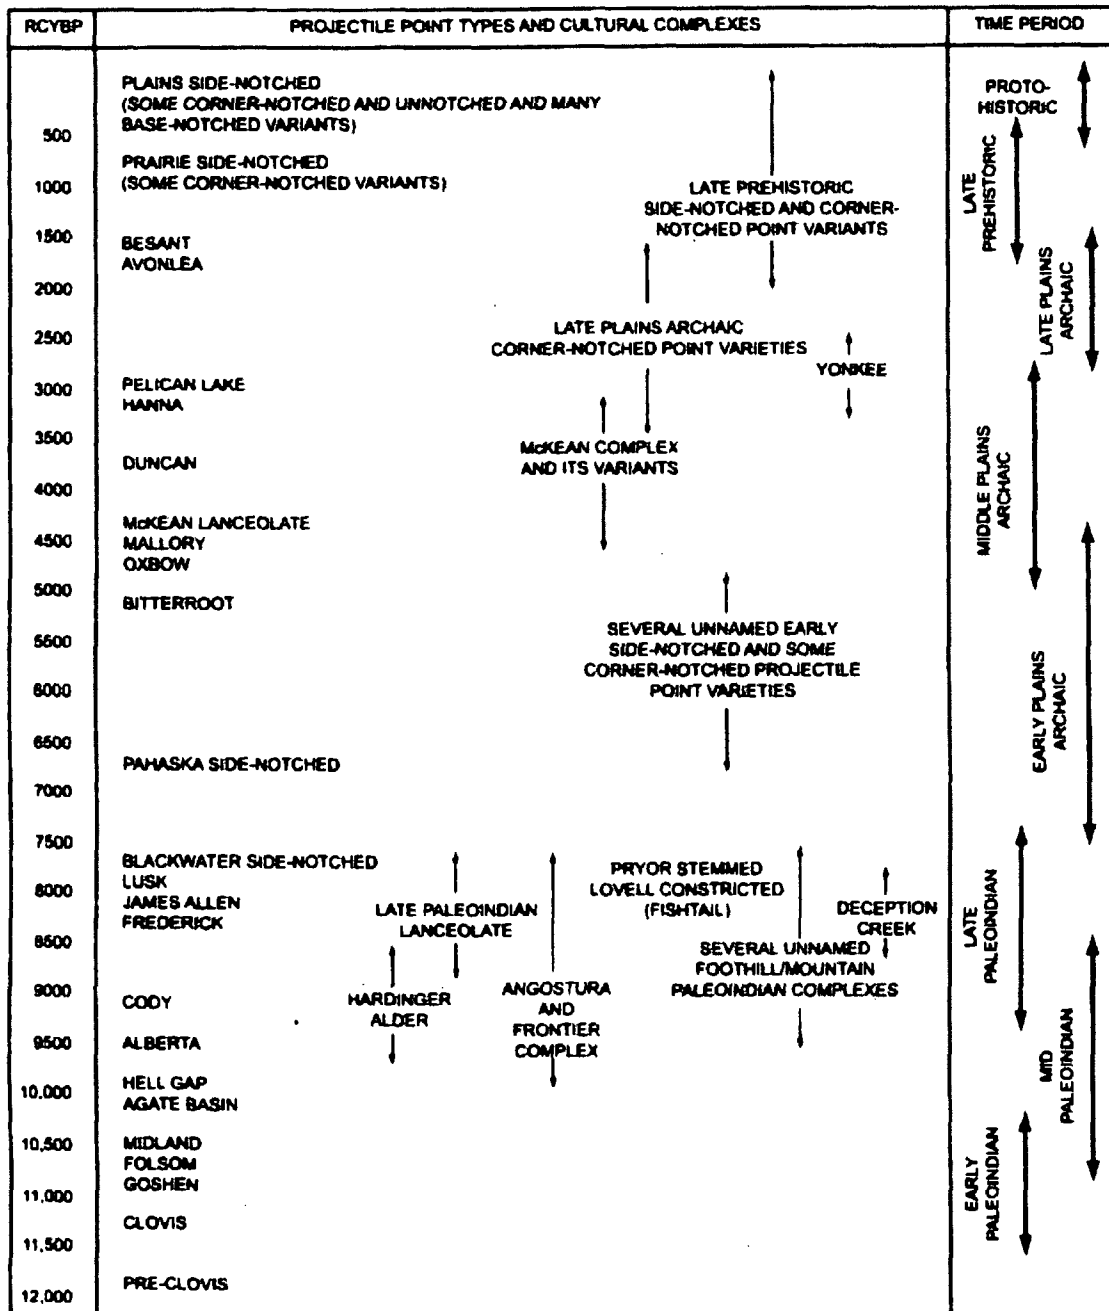 RCYBP
PROJECTILE POINT TYPES AND CULTURAL COMPLEXES
TIME PERIOD
500
1000
1500
2000
2500
3000
3500
4000
4500
5000
5500
6000
6500
7000
7500
8000
8500
9000
9500
10,000
10,500
11,000
11,500
12,000
PLAINS SIDE-NOTCHED
(SOME CORNER-NOTCHED AND UNNOTCHED AND MANY
BASE-NOTCHED VARIANTS)
PRAIRIE SIDE-NOTCHED
(SOME CORNER-NOTCHED VARIANTS)
BESANT
AVONLEA
PELICAN LAKE
HANNA
DUNCAN
McKEAN LANCEOLATE
MALLORY
OXBOW
BITTERROOT
PAHASKA SIDE-NOTCHED
BLACKWATER SIDE-NOTCHED
LUSK
JAMES ALLEN
FREDERICK
CODY
ALBERTA
HELL GAP
AGATE BASIN
MIDLAND
FOLSOM
GOSHEN
CLOVIS
PRE-CLOVIS
LATE PREHISTORIC
SIDE-NOTCHED AND CORNER-
NOTCHED POINT VARIANTS
LATE PLAINS ARCHAIC
CORNER-NOTCHED POINT VARIETIES
YONKEE
McKEAN COMPLEX
AND ITS VARIANTS
SEVERAL UNNAMED EARLY
SIDE-NOTCHED AND SOME
CORNER-NOTCHED PROJECTILE
POINT VARIETIES
LATE PALEOINDIAN
LANCEOLATE
HARDINGER
ALDER
ANGOSTURA
AND
FRONTIER
COMPLEX
PRYOR STEMMED
LOVELL CONSTRICTED
(FISHTAIL)
DECEPTION
CREEK
SEVERAL UNNAMED
FOOTHILL/MOUNTAIN
PALEOINDIAN COMPLEXES
PROTO-
HISTORIC
LATE
PREHISTORIC
LATE PLAINS
ARCHAIC
MIDDLE PLAINS
ARCHAIC
EARLY PLAINS
ARCHAIC
LATE
PALEOINDIAN
MID
PALEOINDIAN
EARLY
PALEOINDIAN